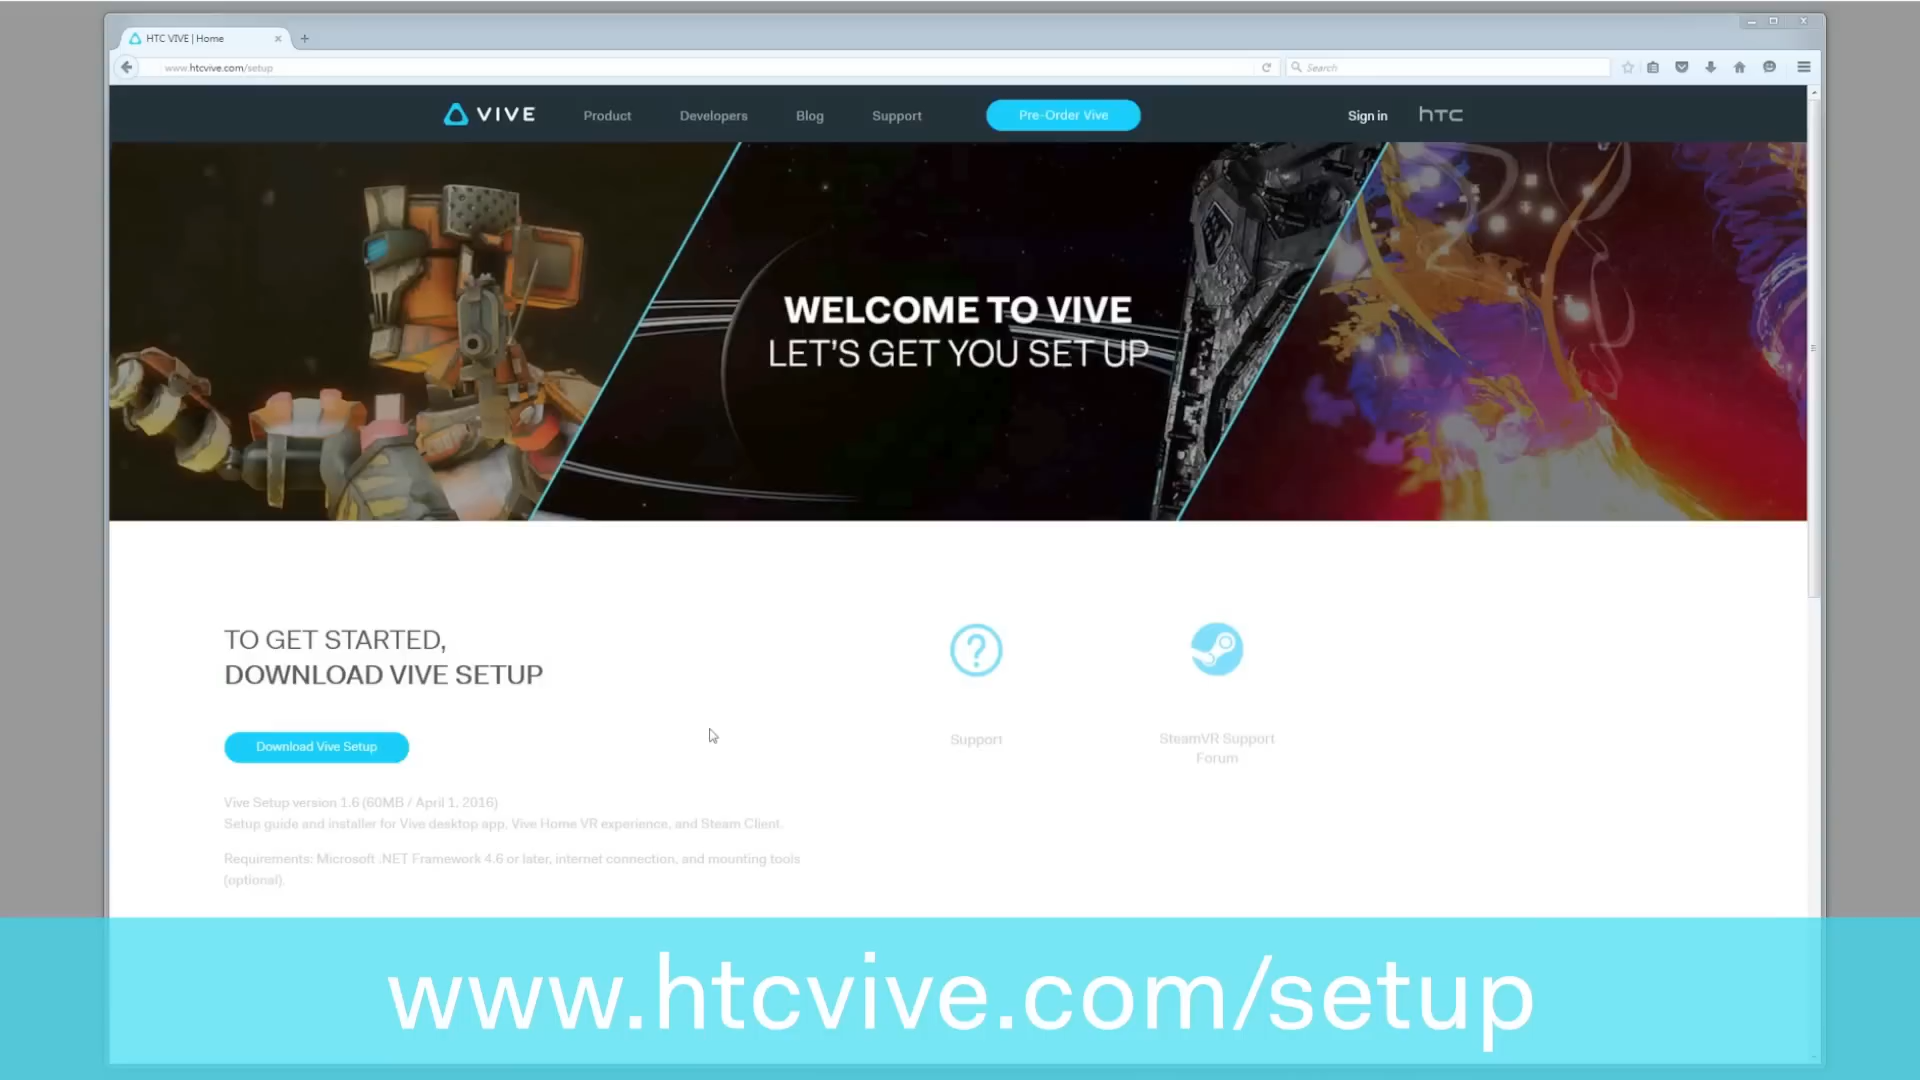 HTC VIVE | Home
www.htcvive.com/setup
Search
VIVE
Product
Developers
Blog
Support
Pre-Order Vive
Sign in
hTC
WELCOME TO VIVE
LET'S GET YOU SET UP
TO GET STARTED,
DOWNLOAD VIVE SETUP
Download Vive Setup
Support
SteamVR Support
Forum
Vive Setup version 1.6 (60MB / April 1, 2016)
Setup guide and installer for Vive desktop app, Vive Home VR experience, and Steam Client.
Requirements: Microsoft .NET Framework 4.6 or later, internet connection, and mounting tools
(optional).
www.htcvive.com/setup